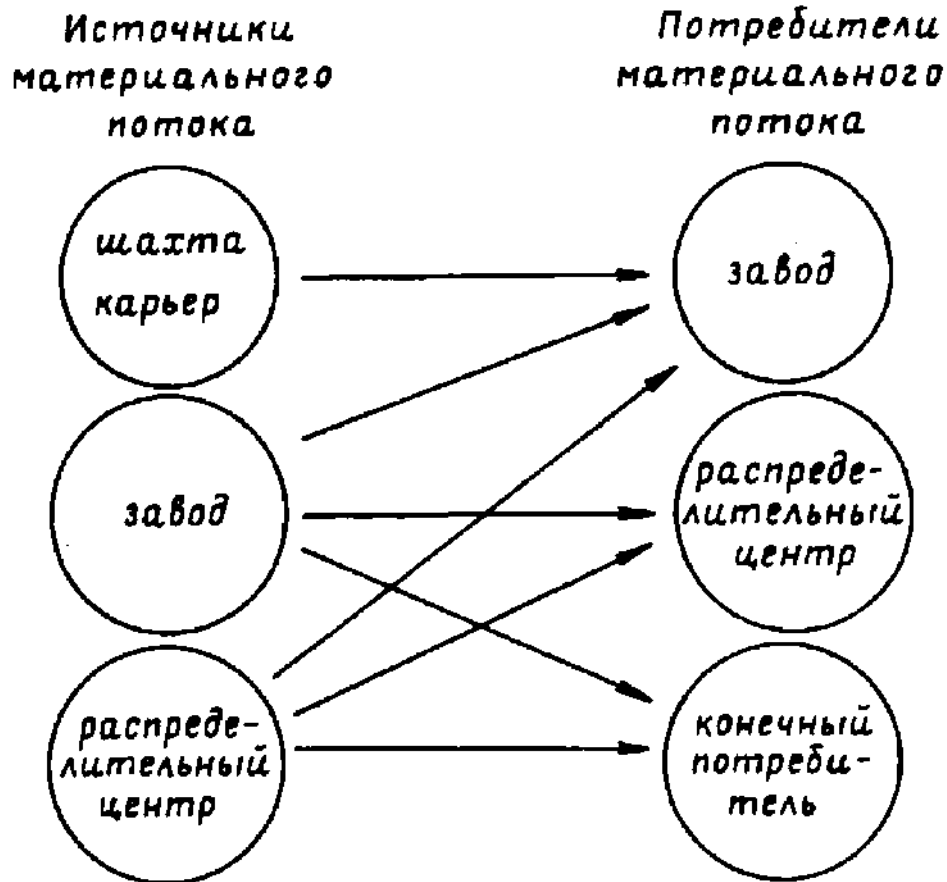 Источники
материального
потока
Потребители
материального
потока
шахта
карьер
завод
распреде-
лительный
центр
завод
распреде-
лительный
центр
конечный
потреби-
тель